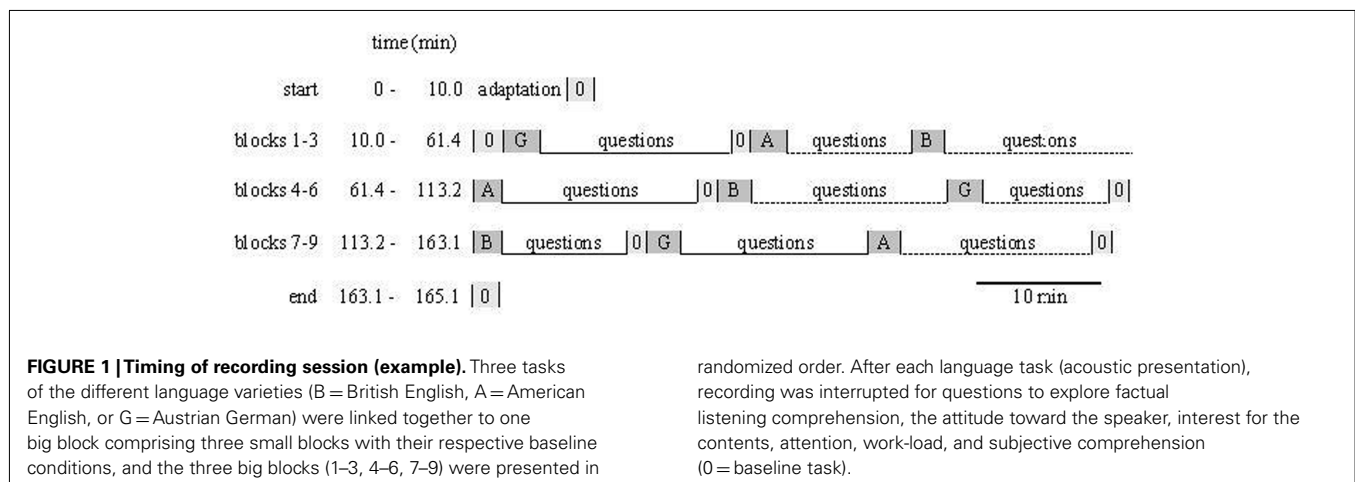 time (min)
start 0 - 10.0 adaptation 0
blocks 1-3 10.0 - 61.4 0 G questions 0 A questions B questions
blocks 4-6 61.4 - 113.2 A questions 0 B questions G questions 0
blocks 7-9 113.2 - 163.1 B questions 0 G questions A questions 0
end 163.1 - 165.1 0 10 min
FIGURE 1 | Timing of recording session (example). Three tasks
of the different language varieties (B = British English, A = American
English, or G = Austrian German) were linked together to one
big block comprising three small blocks with their respective baseline
conditions, and the three big blocks (1–3, 4–6, 7–9) were presented in
randomized order. After each language task (acoustic presentation),
recording was interrupted for questions to explore factual
listening comprehension, the attitude toward the speaker, interest for the
contents, attention, work-load, and subjective comprehension
(0 = baseline task).